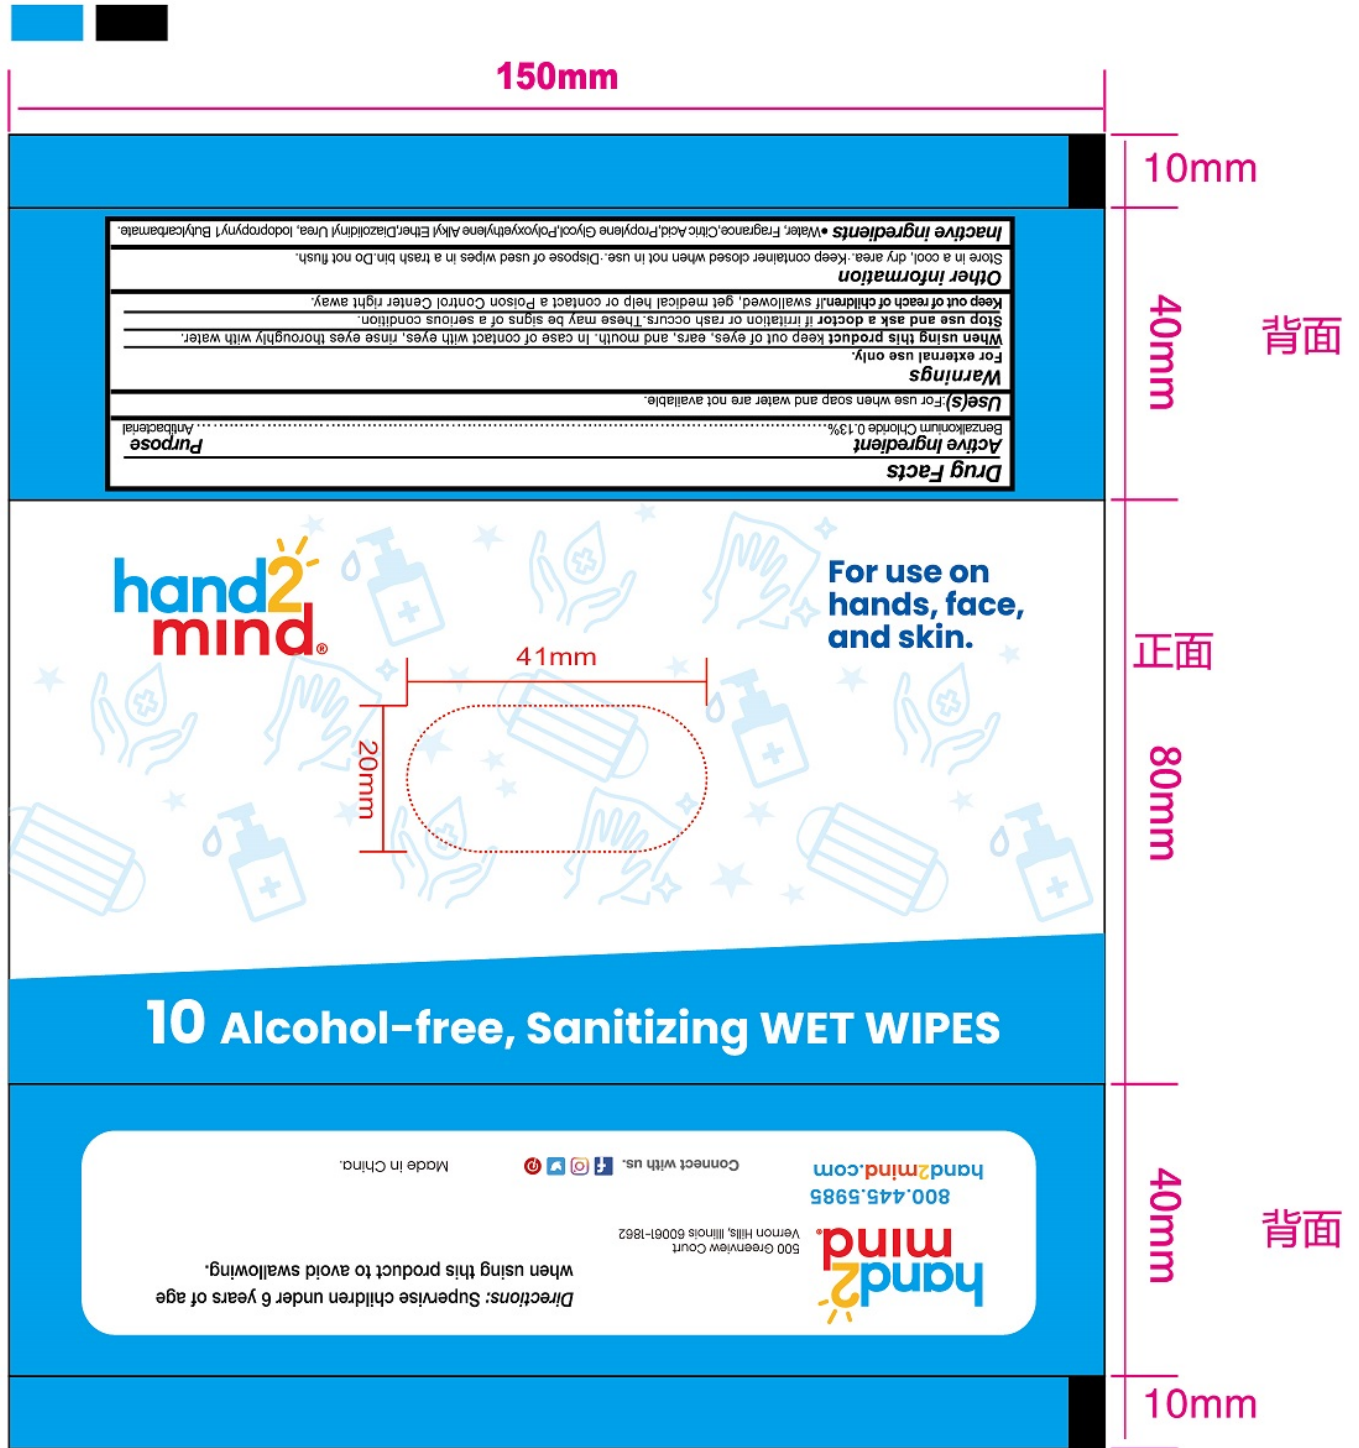 150mm
10mm
40mm
背面
Drug Facts
Active Ingredient Purpose
Benzalkonium Chloride 0.13%........Antibacterial
Use(s):For use when soap and water are not available.
Warnings
For external use only.
When using this product keep out of eyes, ears, and mouth. In case of contact with eyes, rinse eyes thoroughly with water.
Stop use and ask a doctor if irritation or rash occurs.These may be signs of a serious condition.
Keep out of reach of children.If swallowed, get medical help or contact a Poison Control Center right away.
Other information
Store in a cool, dry area.·Keep container closed when not in use.·Dispose of used wipes in a trash bin.Do not flush.
Inactive ingredients •Water, Fragrance,Citric Acid,Propylene Glycol,Polyoxyethylene Alkyl Ether,Diazolidinyl Urea, Iodopropyny1 Butylcarbamate.
hand2
mind®
For use on
hands, face,
and skin.
41mm
20mm
正面
80mm
10 Alcohol-free, Sanitizing WET WIPES
40mm
背面
hand2
mind®
800.445.5985
hand2mind.com
500 Greenview Court
Vernon Hills, Illinois 60061-1862
Connect with us.
Directions: Supervise children under 6 years of age
when using this product to avoid swallowing.
Made in China.
10mm